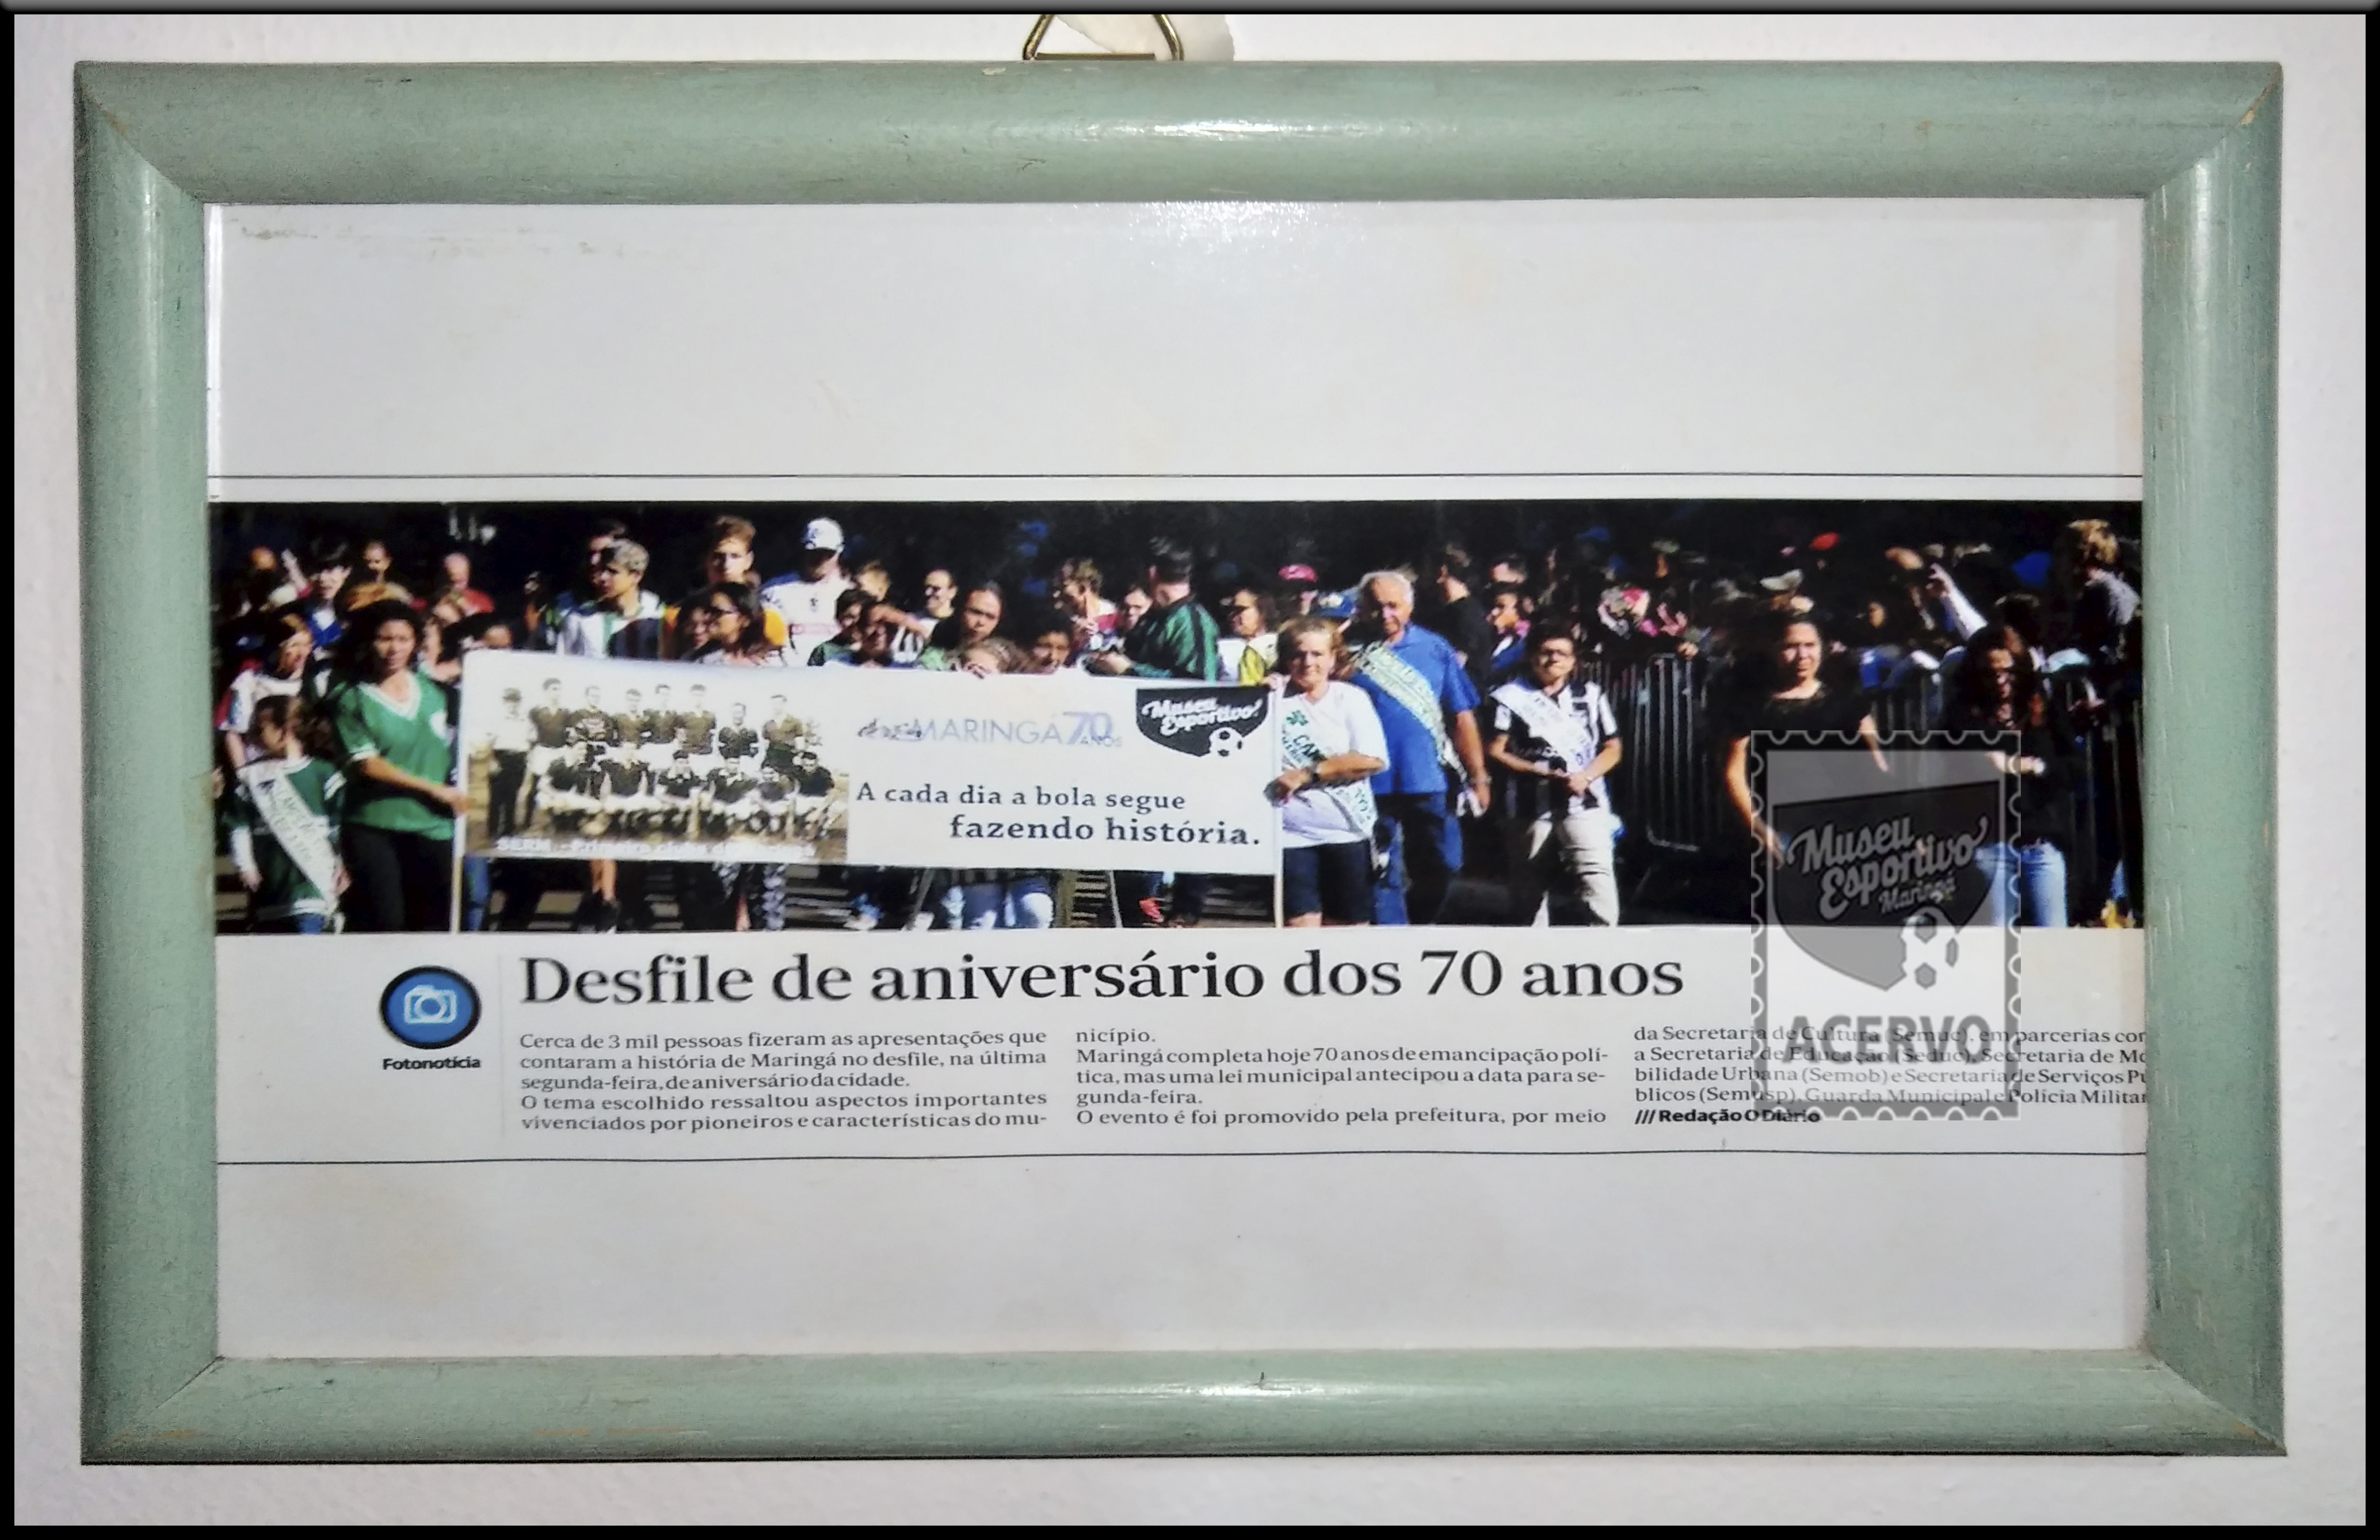 MARINGÁ 70
ANOS
Museu
Esportivo
A cada dia a bola segue
fazendo história.
SERM - Primeiro clube
Desfile de aniversário dos 70 anos
Fotonotícia
Cerca de 3 mil pessoas fizeram as apresentações que
contaram a história de Maringá no desfile, na última
segunda-feira, de aniversário da cidade.
O tema escolhido ressaltou aspectos importantes
vivenciados por pioneiros e características do mu-
nicípio.
Maringá completa hoje 70 anos de emancipação polí-
tica, mas uma lei municipal antecipou a data para se-
gunda-feira.
O evento é foi promovido pela prefeitura, por meio
da Secretaria de Cultura (Semuc), em parcerias com
a Secretaria de Educação (Seduc), Secretaria de Mo
bilidade Urbana (Semob) e Secretaria de Serviços Pú
blicos (Semusp), Guarda Municipal e Polícia Militar
/// Redação O Diário
Museu
Esportivo
Maringá
ACERVO